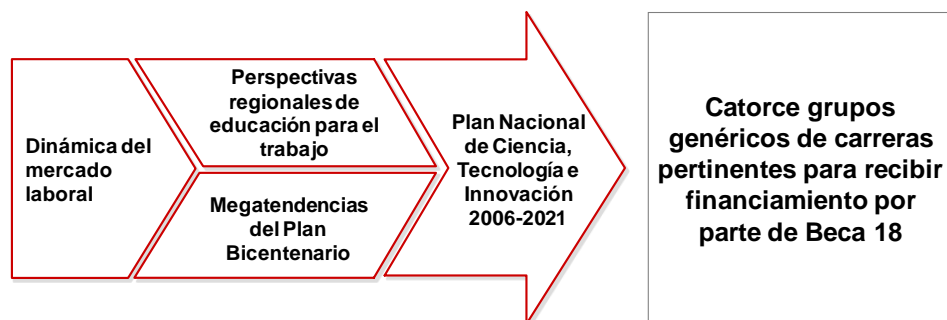 Dinámica del
mercado
laboral
Perspectivas
regionales de
educación para el
trabajo
Megatendencias
del Plan
Bicentenario
Plan Nacional
de Ciencia,
Tecnología e
Innovación
2006-2021
Catorce grupos
genéricos de carreras
pertinentes para recibir
financiamiento por
parte de Beca 18